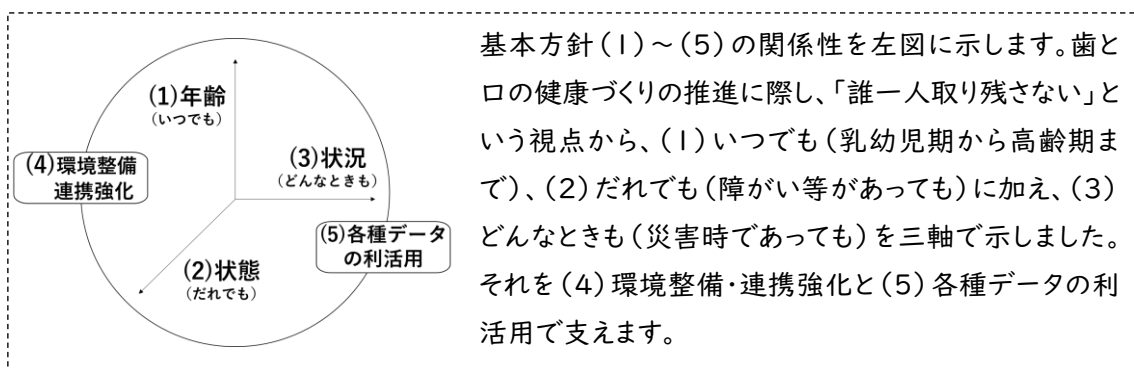 (1)年齢
(いつでも)
(4)環境整備
連携強化
(3)状況
(どんなときも)
(5)各種データ
の利活用
(2)状態
(だれでも)
基本方針(1)~(5)の関係性を左図に示します。歯と
口の健康づくりの推進に際し、「誰一人取り残さない」と
いう視点から、(1)いつでも(乳幼児期から高齢期ま
で)、(2)だれでも(障がい等があっても)に加え、(3)
どんなときも(災害時であっても)を三軸で示しました。
それを(4)環境整備・連携強化と(5)各種データの利
活用で支えます。